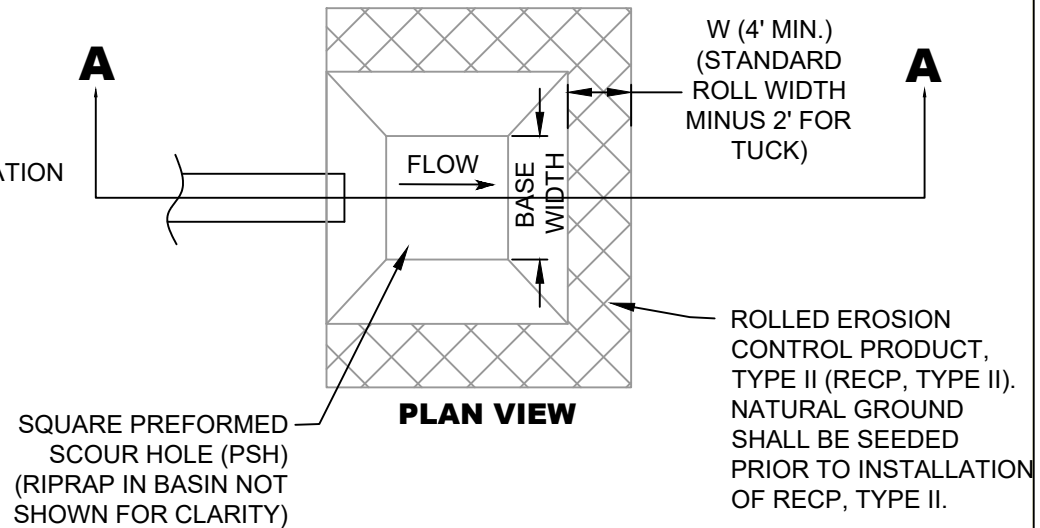 A
W (4' MIN.)
(STANDARD
ROLL WIDTH
MINUS 2' FOR
TUCK)
A
FLOW
BASE
WIDTH
ROLLED EROSION
CONTROL PRODUCT,
TYPE II (RECP, TYPE II).
NATURAL GROUND
SHALL BE SEEDED
PRIOR TO INSTALLATION
OF RECP, TYPE II.
PLAN VIEW
SQUARE PREFORMED
SCOUR HOLE (PSH)
(RIPRAP IN BASIN NOT
SHOWN FOR CLARITY)